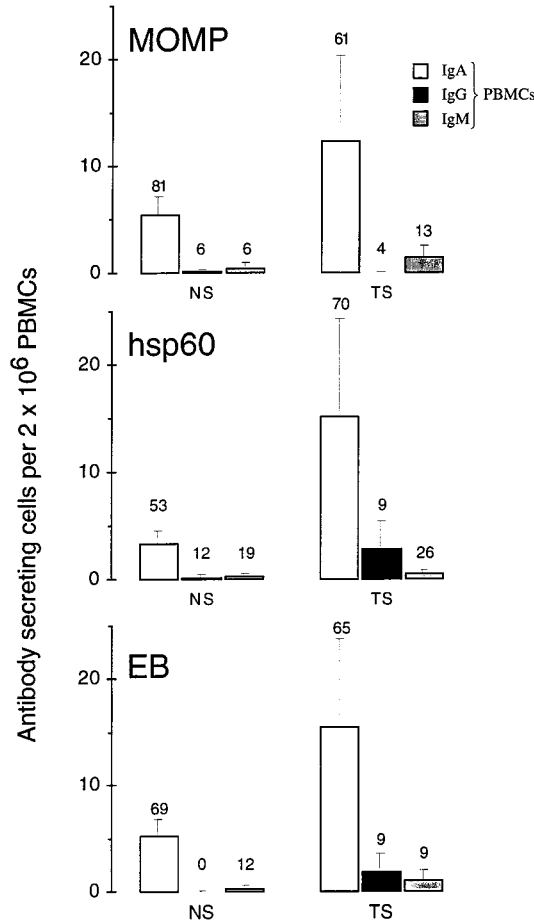 Antibody secreting cells per 2 x 10⁶ PBMCs
MOMP
IgA
IgG
IgM
PBMCs
20
10
0
81
6
6
61
4
13
NS
TS
hsp60
20
10
0
53
12
19
70
9
26
NS
TS
EB
20
10
0
69
0
12
65
9
9
NS
TS